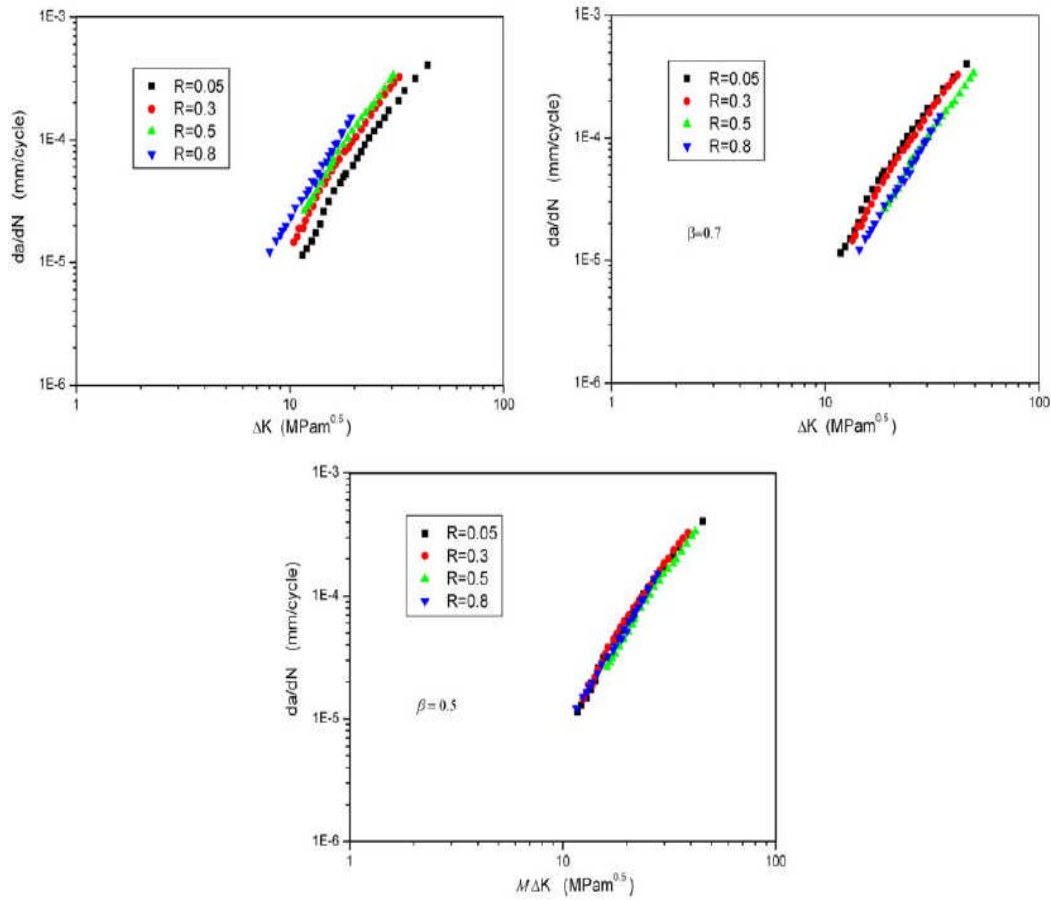 1E-3
1E-4
1E-5
1E-6
da/dN (mm/cycle)
R=0.05
R=0.3
R=0.5
R=0.8
1
10
100
ΔK (MPam^0.5)
1E-3
1E-4
1E-5
1E-6
da/dN (mm/cycle)
R=0.05
R=0.3
R=0.5
R=0.8
β=0.7
1
10
100
ΔK (MPam^0.5)
1E-3
1E-4
1E-5
1E-6
da/dN (mm/cycle)
R=0.05
R=0.3
R=0.5
R=0.8
β = 0.5
1
10
100
MΔK (MPam^0.5)